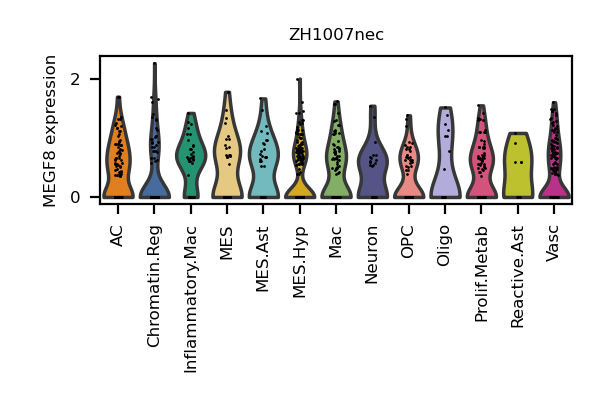 ZH1007nec
MEGF8 expression
2
0
AC
Chromatin.Reg
Inflammatory.Mac
MES
MES.Ast
MES.Hyp
Mac
Neuron
OPC
Oligo
Prolif.Metab
Reactive.Ast
Vasc